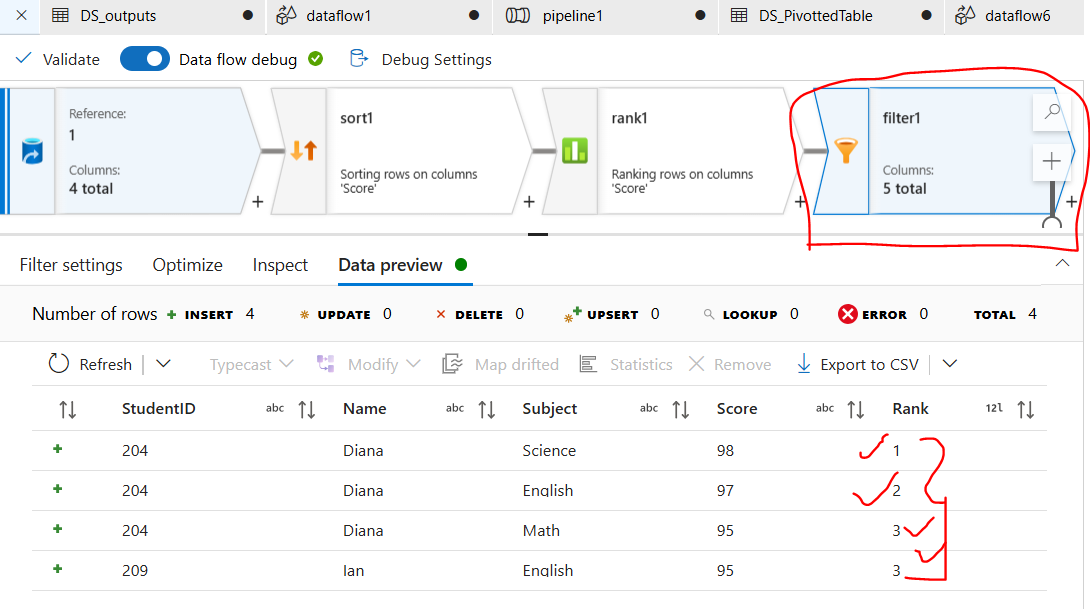 DS_outputs dataflow1 pipeline1 DS_PivottedTable dataflow6
Validate Data flow debug Debug Settings
Reference:
1
Columns:
4 total
sort1
Sorting rows on columns
'Score'
rank1
Ranking rows on columns
'Score'
filter1
Columns:
5 total
Filter settings Optimize Inspect Data preview
Number of rows + INSERT 4 UPDATE 0 × DELETE 0 UPSERT 0 LOOKUP 0 ERROR 0 TOTAL 4
Refresh Typecast Modify Map drifted Statistics Remove Export to CSV
StudentID abc Name abc Subject abc Score abc Rank 12l
+ 204 Diana Science 98 1
+ 204 Diana English 97 2
+ 204 Diana Math 95 3
+ 209 Ian English 95 3